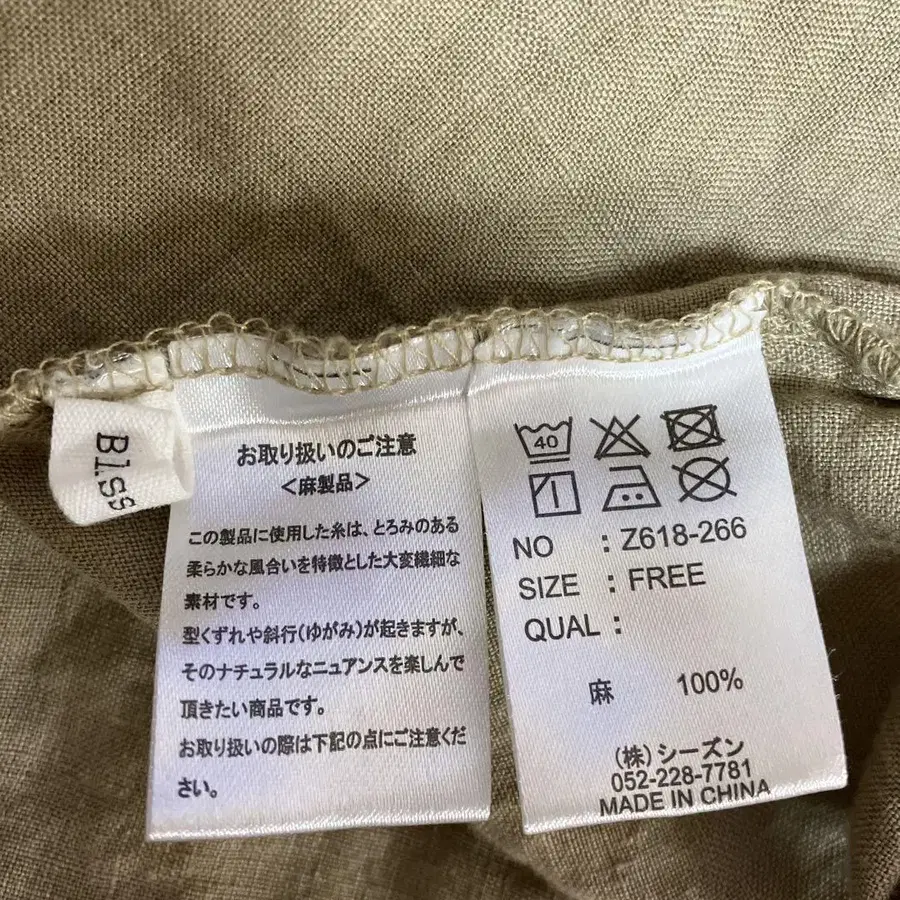 Bliss
お取り扱いのご注意
<麻製品>
この製品に使用した糸は、とろみのある
柔らかな風合いを特徴とした大変繊細な
素材です。
型くずれや斜行(ゆがみ)が起きますが、
そのナチュラルなニュアンスを楽しんで
頂きたい商品です。
お取り扱いの際は下記の点にご注意くだ
さい。
40
NO : Z618-266
SIZE : FREE
QUAL :
麻 100%
(株)シーズン
052-228-7781
MADE IN CHINA